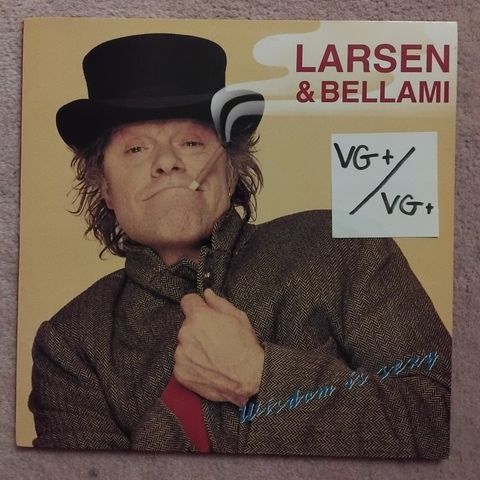 LARSEN
& BELLAMI
VG+/
VG+
Wisdom is sexy